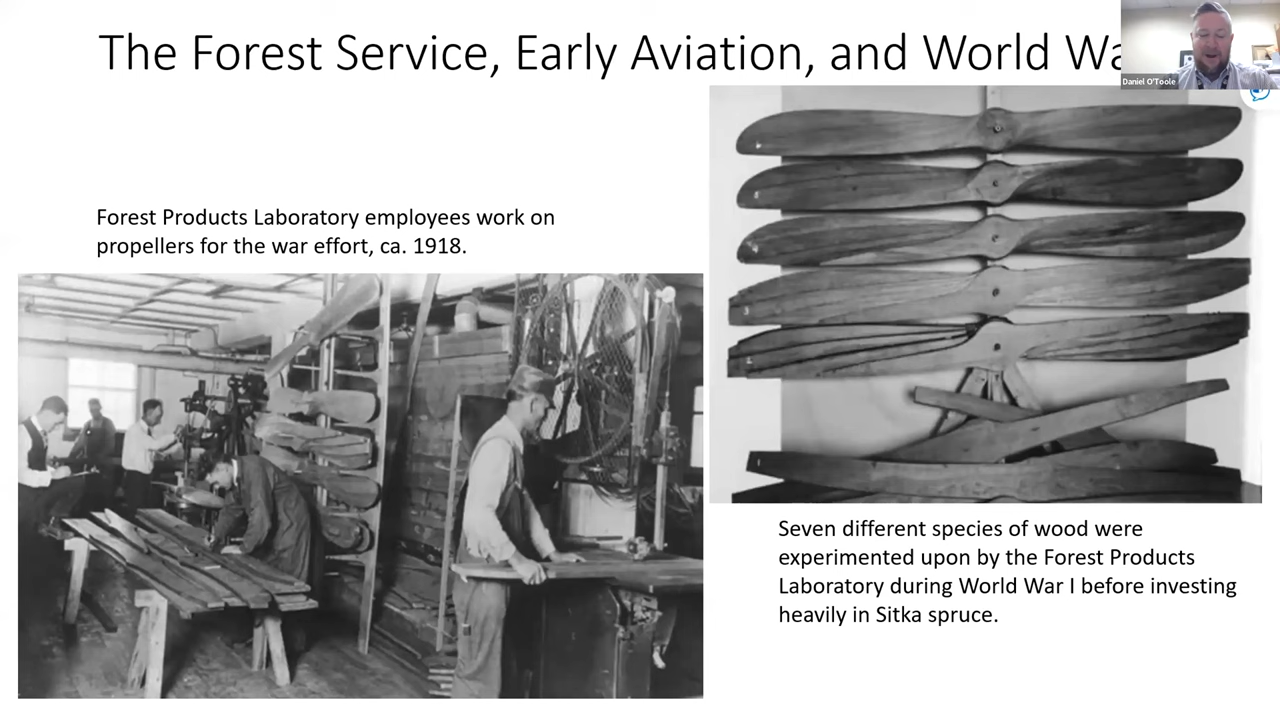 The Forest Service, Early Aviation, and World
Daniel O'Toole
Forest Products Laboratory employees work on
propellers for the war effort, ca. 1918.
Seven different species of wood were
experimented upon by the Forest Products
Laboratory during World War I before investing
heavily in Sitka spruce.